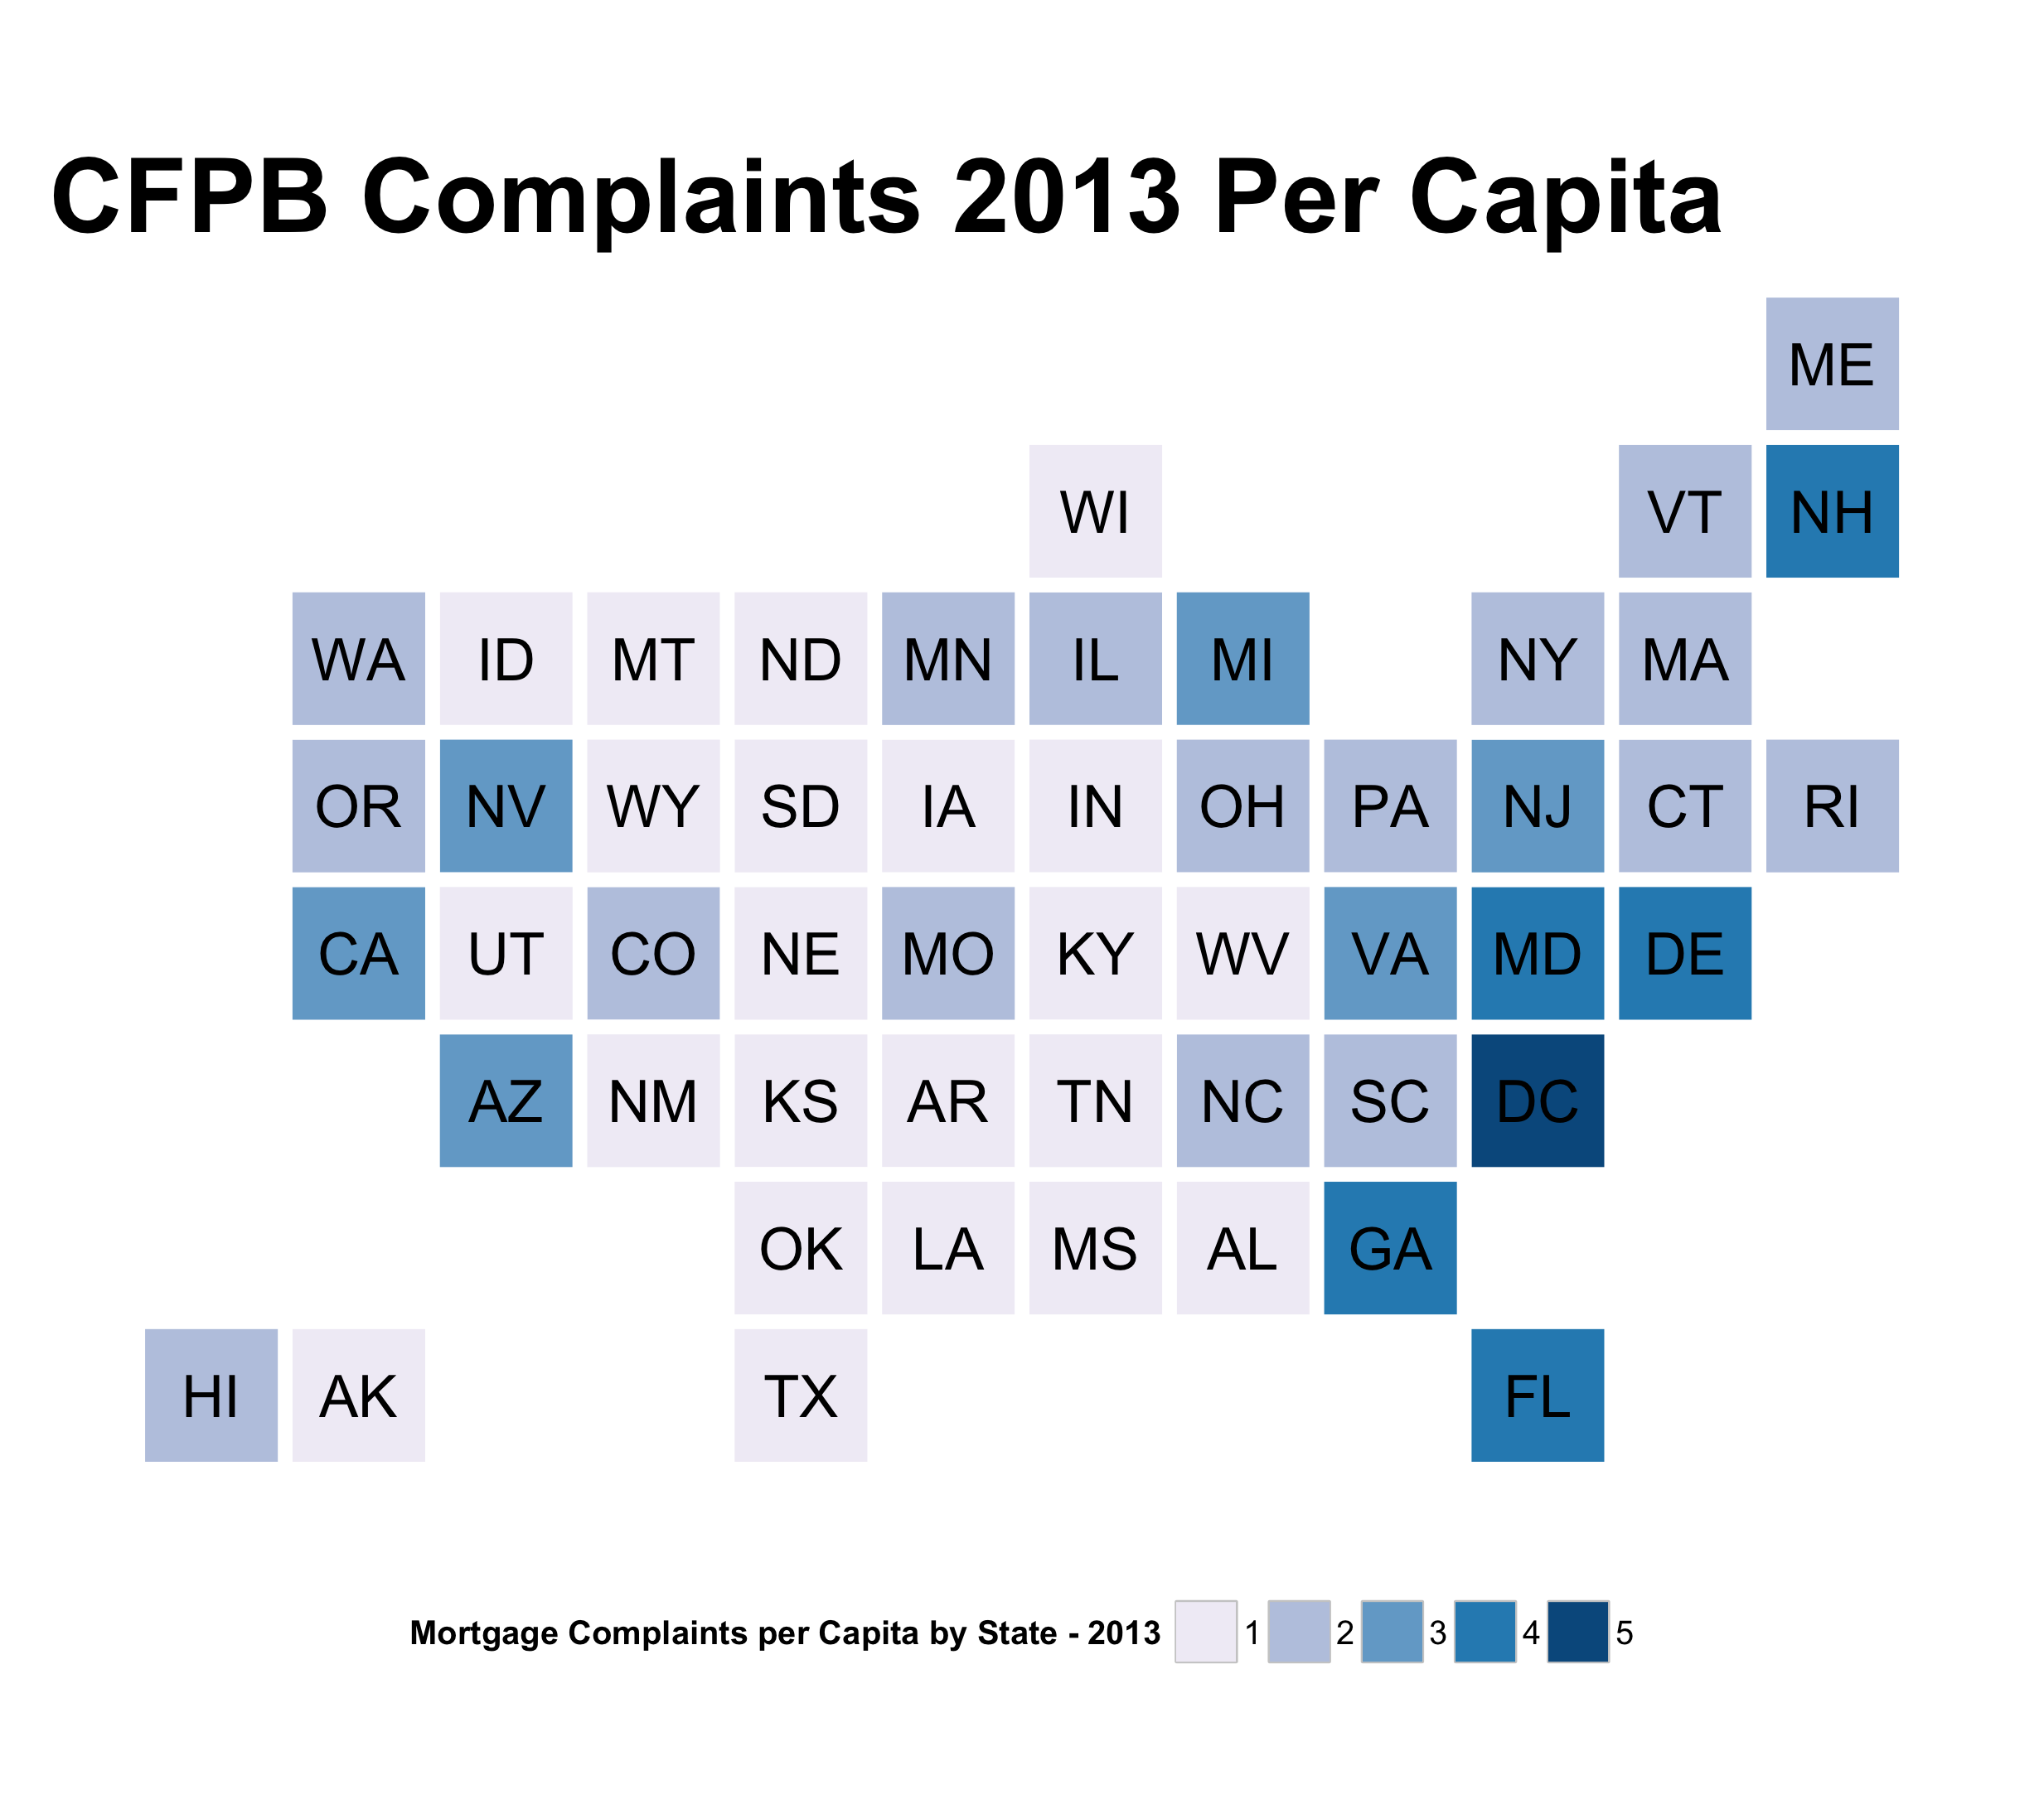 CFPB Complaints 2013 Per Capita
ME
WI VT NH
WA ID MT ND MN IL MI NY MA
OR NV WY SD IA IN OH PA NJ CT RI
CA UT CO NE MO KY WV VA MD DE
AZ NM KS AR TN NC SC DC
OK LA MS AL GA
HI AK TX FL
Mortgage Complaints per Capita by State - 2013 1 2 3 4 5